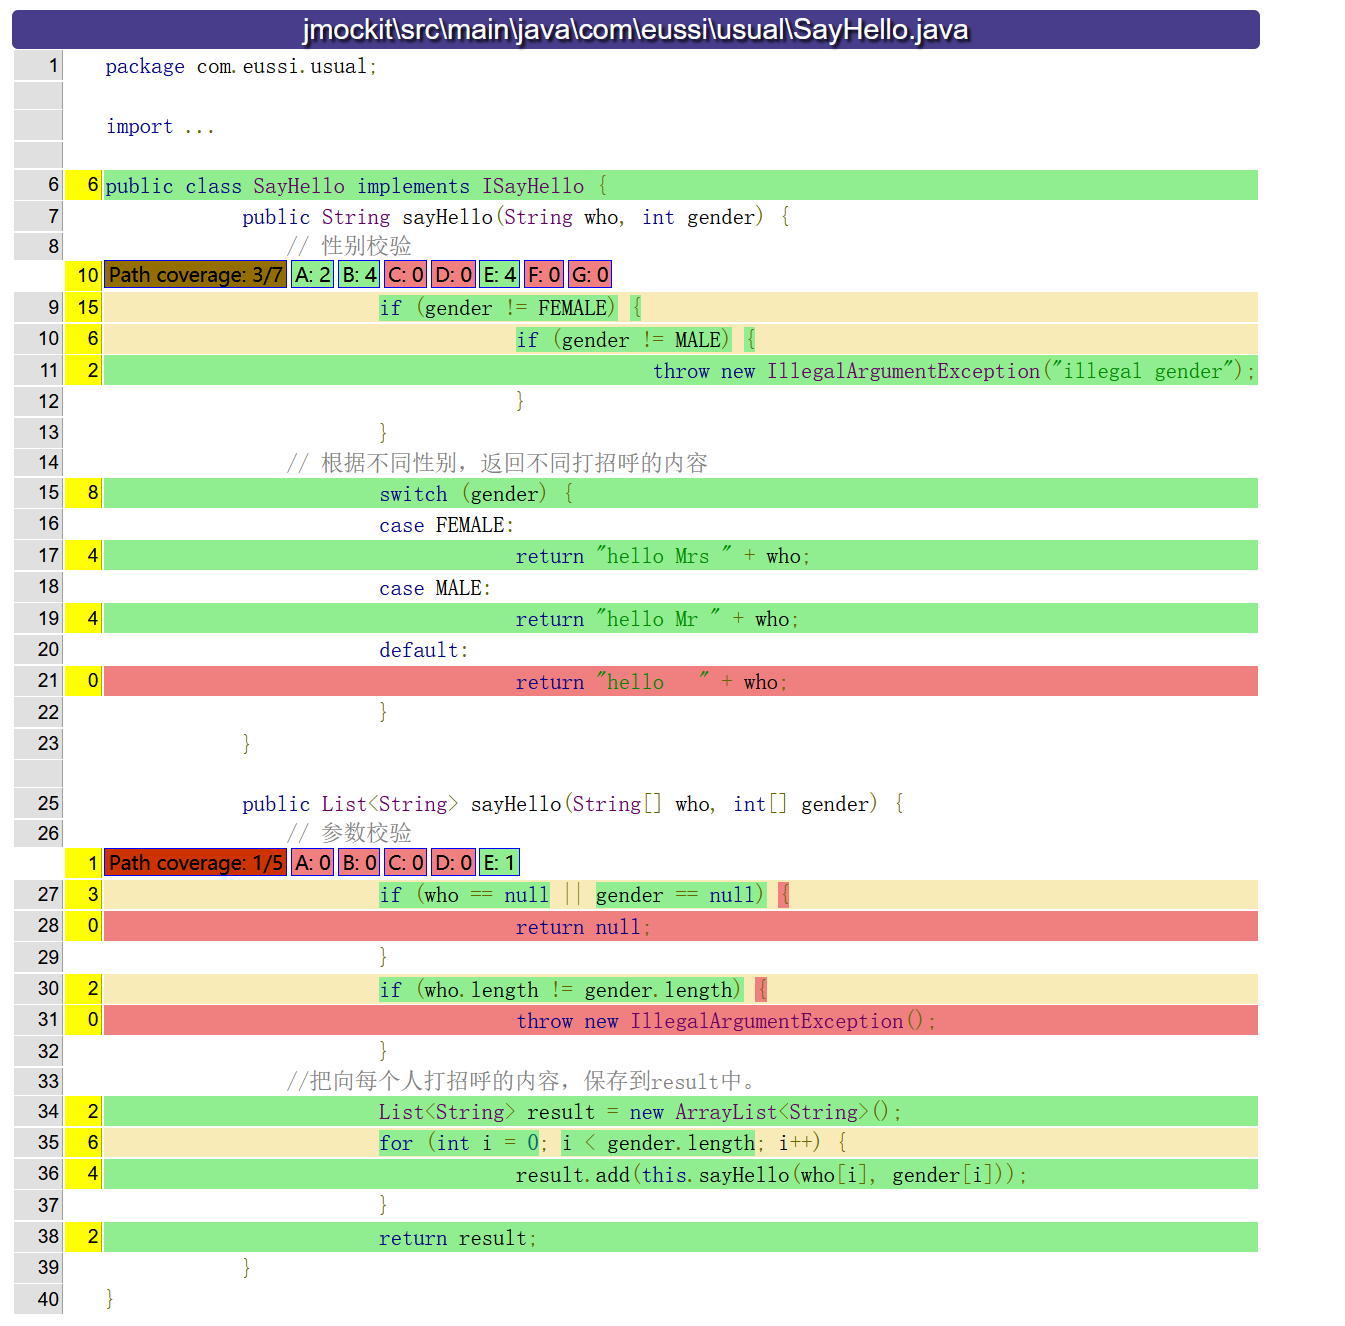 jmockit\src\main\java\com\eussi\usual\SayHello.java
1 package com.eussi.usual;
import ...
6 6 public class SayHello implements ISayHello {
7 public String sayHello(String who, int gender) {
8 // 性别校验
10 Path coverage: 3/7 A: 2 B: 4 C: 0 D: 0 E: 4 F: 0 G: 0
9 15 if (gender != FEMALE) {
10 6 if (gender != MALE) {
11 2 throw new IllegalArgumentException("illegal gender");
12 }
13 }
14 // 根据不同性别，返回不同打招呼的内容
15 8 switch (gender) {
16 case FEMALE:
17 4 return "hello Mrs " + who;
18 case MALE:
19 4 return "hello Mr " + who;
20 default:
21 0 return "hello   " + who;
22 }
23 }
25 public List<String> sayHello(String[] who, int[] gender) {
26 // 参数校验
1 Path coverage: 1/5 A: 0 B: 0 C: 0 D: 0 E: 1
27 3 if (who == null || gender == null) {
28 0 return null;
29 }
30 2 if (who.length != gender.length) {
31 0 throw new IllegalArgumentException();
32 }
33 //把向每个人打招呼的内容，保存到result中。
34 2 List<String> result = new ArrayList<String>();
35 6 for (int i = 0; i < gender.length; i++) {
36 4 result.add(this.sayHello(who[i], gender[i]));
37 }
38 2 return result;
39 }
40 }